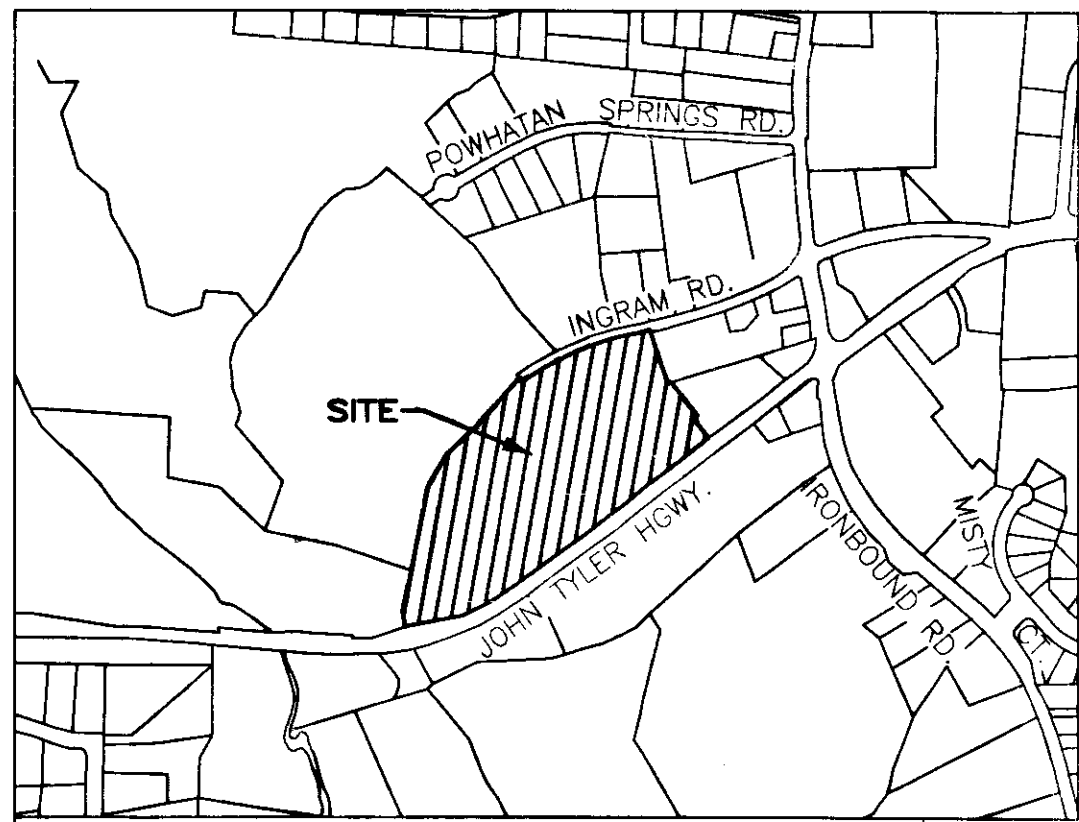 POWHATAN SPRINGS RD.
INGRAM RD.
SITE
JOHN TYLER HGWY.
IRONBOUND RD.
MISTY CT.